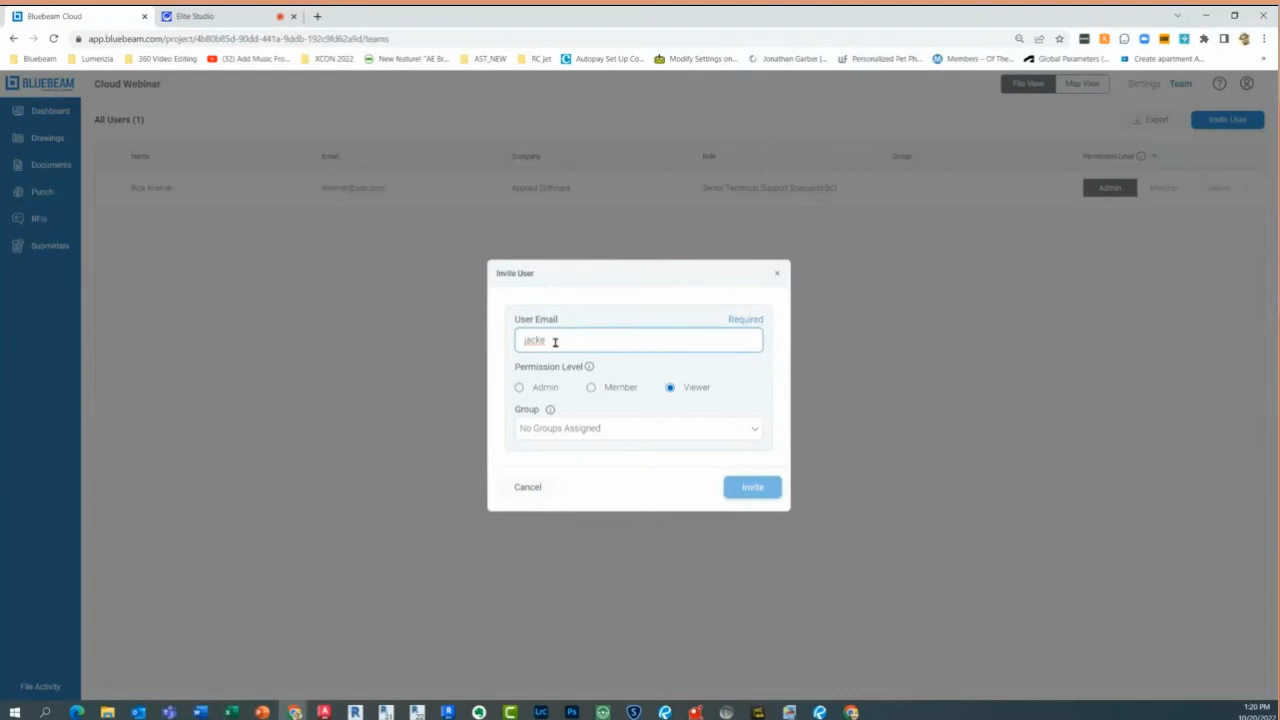 Bluebeam Cloud
Elite Studio
app.bluebeam.com/project/4b80b85d-90dd-441a-9ddb-192c9fd62a9d/teams
Bluebeam Lumenzia 360 Video Editing (32) Add Music Fro... XCON 2022 New feature! "AE Br... AST_NEW RC jet Autopay Set Up Co... Modify Settings on... Jonathan Garber |... Personalized Pet Ph... Members – Of The... Global Parameters (... Create apartment A...
BLUEBEAM
Cloud Webinar
File View Map View Settings Team
Dashboard
Drawings
Documents
Punch
RFIs
Submittals
File Activity
All Users (1)
Export Invite User
Name Email Company Role Group Permission Level
Rick Kremer rkremer@asti.com Applied Software Senior Technical Support Specialist-BCI Admin Member Viewer
Invite User
User Email Required
jacke
Permission Level
Admin Member Viewer
Group
No Groups Assigned
Cancel Invite
1:20 PM